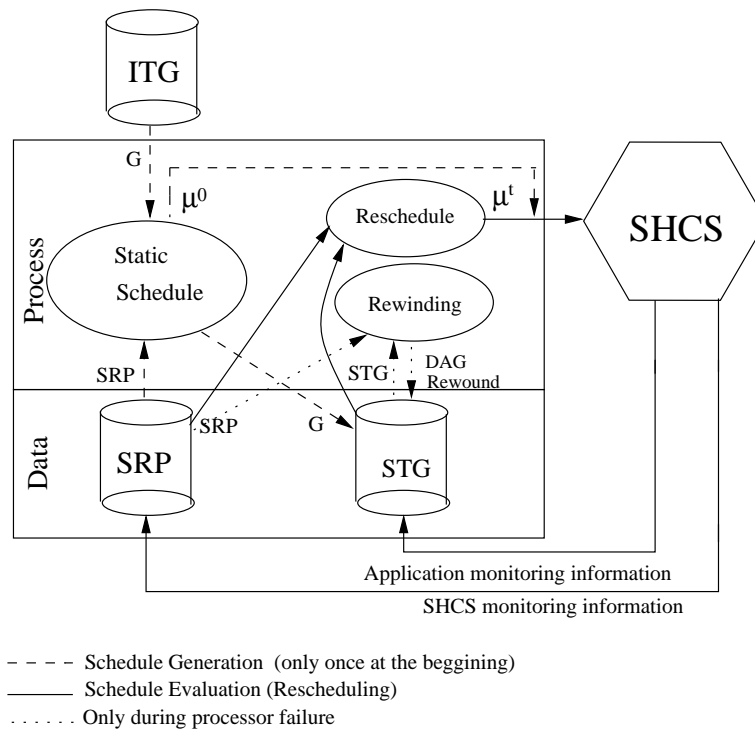 ITG
G
μ⁰
μᵗ
Reschedule
SHCS
Static
Schedule
Process
Rewinding
SRP
STG
DAG
Rewound
SRP
G
Data
SRP
STG
Application monitoring information
SHCS monitoring information
Schedule Generation (only once at the beggining)
Schedule Evaluation (Rescheduling)
Only during processor failure